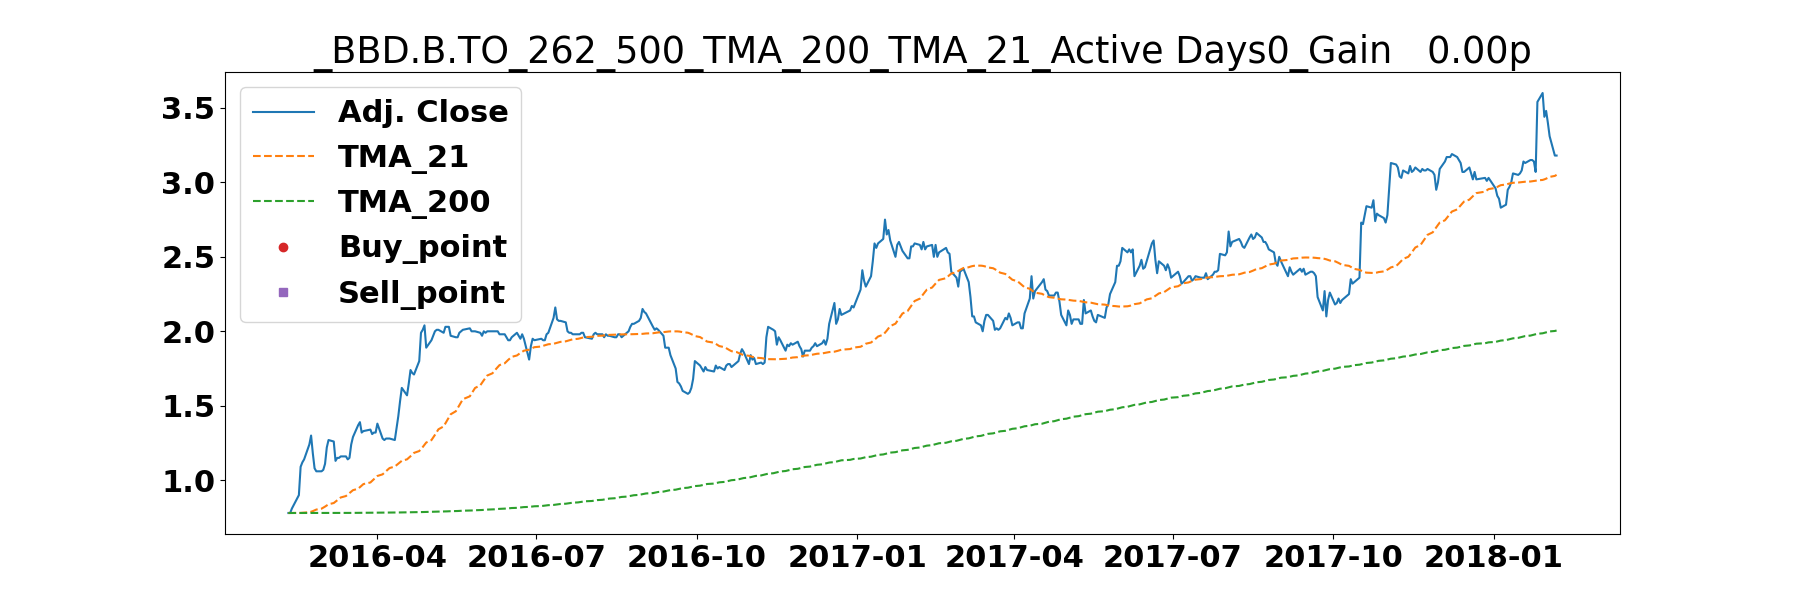 _BBD.B.TO_262_500_TMA_200_TMA_21_Active Days0_Gain   0.00p
3.5
3.0
2.5
2.0
1.5
1.0
Adj. Close
TMA_21
TMA_200
Buy_point
Sell_point
2016-04 2016-07 2016-10 2017-01 2017-04 2017-07 2017-10 2018-01